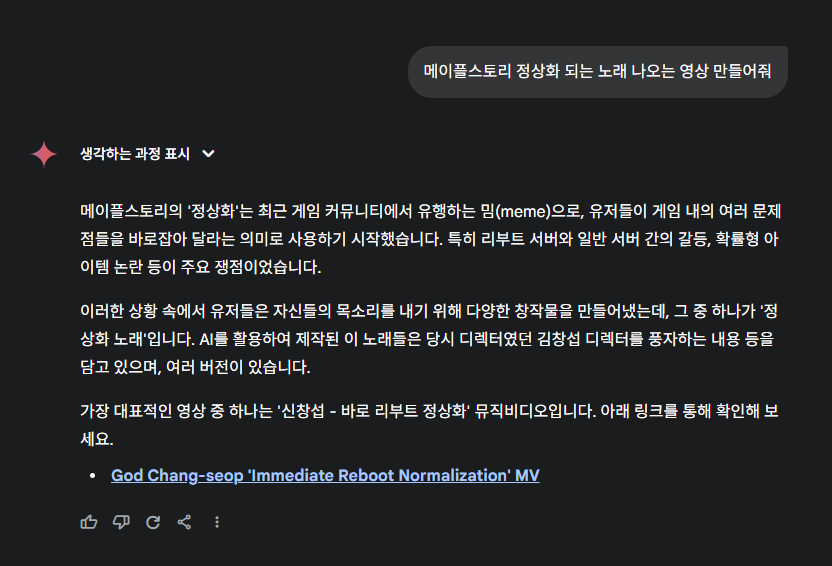 메이플스토리 정상화 되는 노래 나오는 영상 만들어줘
생각하는 과정 표시
메이플스토리의 '정상화'는 최근 게임 커뮤니티에서 유행하는 밈(meme)으로, 유저들이 게임 내의 여러 문제
점들을 바로잡아 달라는 의미로 사용하기 시작했습니다. 특히 리부트 서버와 일반 서버 간의 갈등, 확률형 아
이템 논란 등이 주요 쟁점이었습니다.
이러한 상황 속에서 유저들은 자신들의 목소리를 내기 위해 다양한 창작물을 만들어냈는데, 그 중 하나가 '정
상화 노래'입니다. AI를 활용하여 제작된 이 노래들은 당시 디렉터였던 김창섭 디렉터를 풍자하는 내용 등을
담고 있으며, 여러 버전이 있습니다.
가장 대표적인 영상 중 하나는 '신창섭 - 바로 리부트 정상화' 뮤직비디오입니다. 아래 링크를 통해 확인해 보
세요.
• God Chang-seop 'Immediate Reboot Normalization' MV